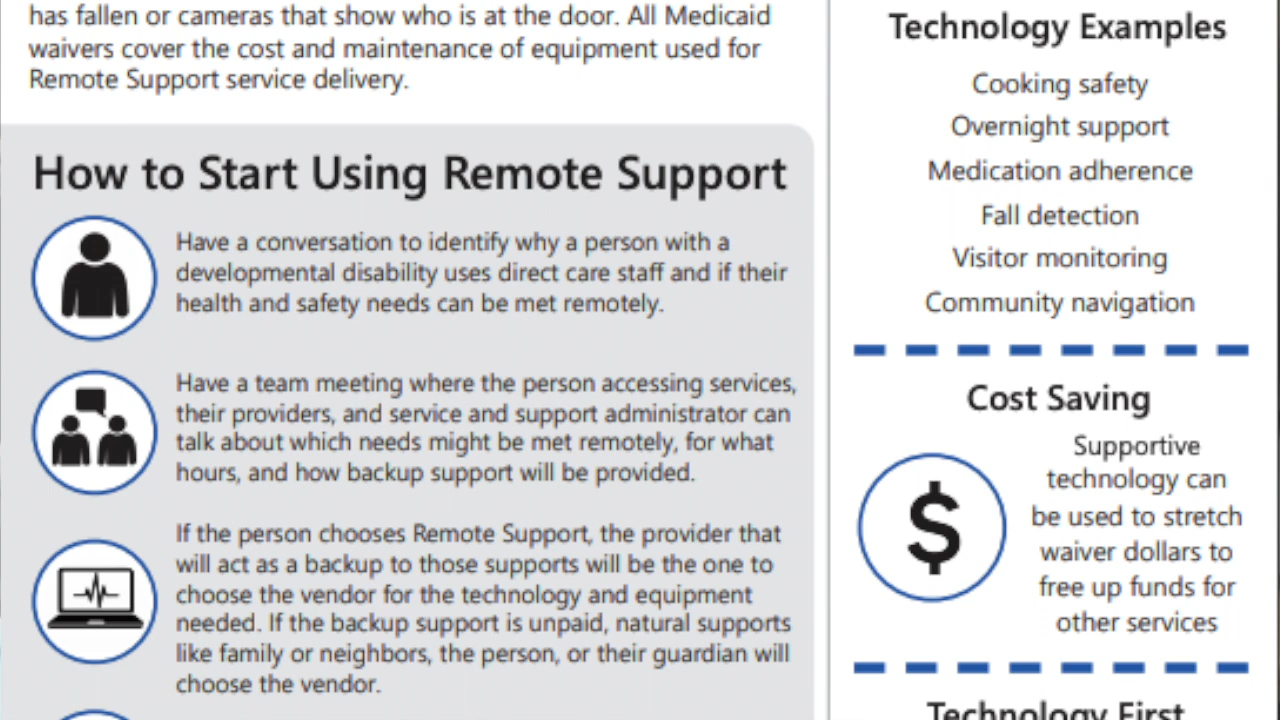 has fallen or cameras that show who is at the door. All Medicaid
waivers cover the cost and maintenance of equipment used for
Remote Support service delivery.
How to Start Using Remote Support
Have a conversation to identify why a person with a
developmental disability uses direct care staff and if their
health and safety needs can be met remotely.
Have a team meeting where the person accessing services,
their providers, and service and support administrator can
talk about which needs might be met remotely, for what
hours, and how backup support will be provided.
If the person chooses Remote Support, the provider that
will act as a backup to those supports will be the one to
choose the vendor for the technology and equipment
needed. If the backup support is unpaid, natural supports
like family or neighbors, the person, or their guardian will
choose the vendor.
Technology Examples
Cooking safety
Overnight support
Medication adherence
Fall detection
Visitor monitoring
Community navigation
Cost Saving
$
Supportive
technology can
be used to stretch
waiver dollars to
free up funds for
other services
Technology First